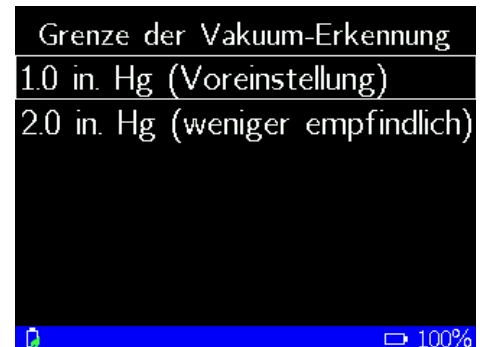 Grenze der Vakuum-Erkennung
1.0 in. Hg (Voreinstellung)
2.0 in. Hg (weniger empfindlich)
100%